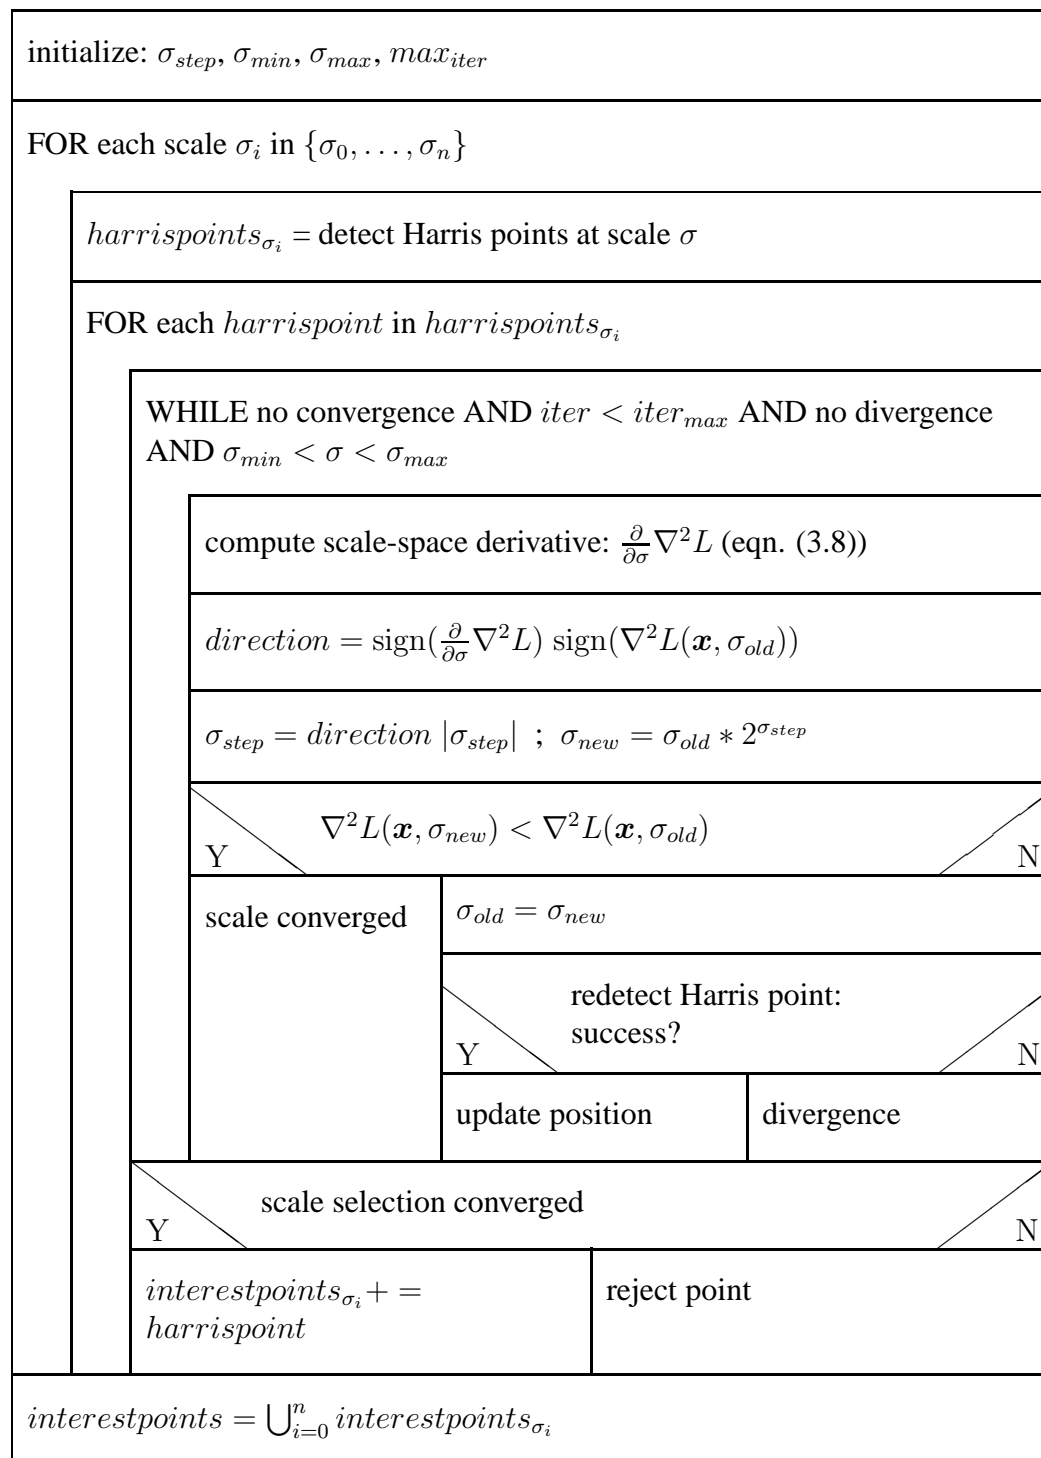 initialize: σ_step, σ_min, σ_max, max_iter
FOR each scale σ_i in {σ_0, . . . , σ_n}
harrispoints_σ_i = detect Harris points at scale σ
FOR each harrispoint in harrispoints_σ_i
WHILE no convergence AND iter < iter_max AND no divergence
AND σ_min < σ < σ_max
compute scale-space derivative: ∂/∂σ ∇²L (eqn. (3.8))
direction = sign(∂/∂σ ∇²L) sign(∇²L(x, σ_old))
σ_step = direction |σ_step| ; σ_new = σ_old * 2^σ_step
∇²L(x, σ_new) < ∇²L(x, σ_old)
Y N
scale converged
σ_old = σ_new
redetect Harris point:
success?
Y N
update position
divergence
scale selection converged
Y N
interestpoints_σ_i + =
harrispoint
reject point
interestpoints = ⋃_{i=0}^{n} interestpoints_σ_i